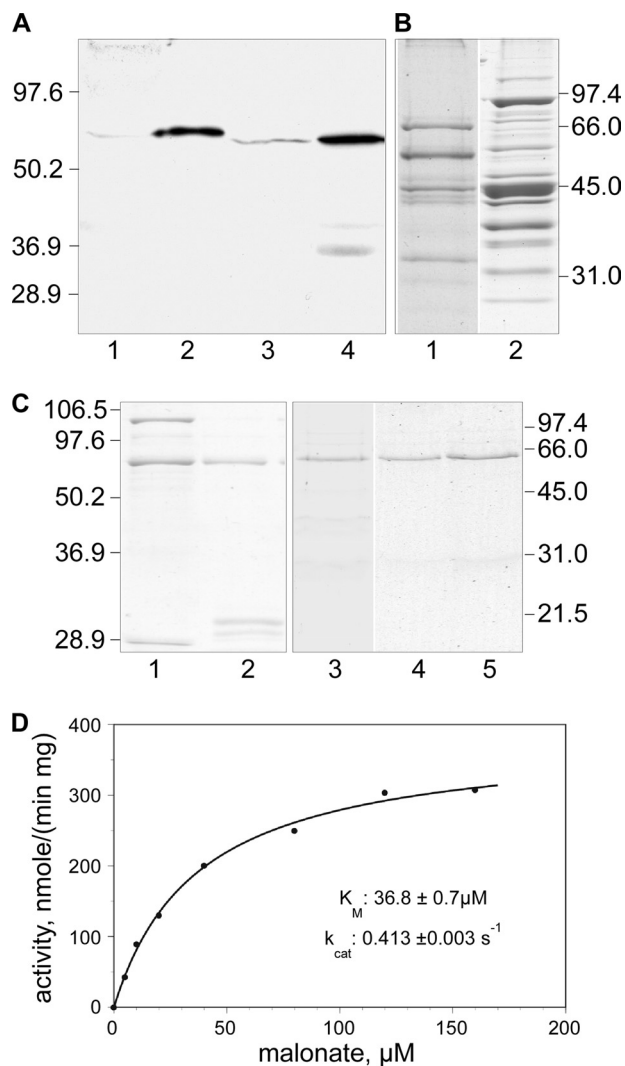 A
97.6
50.2
36.9
28.9
1 2 3 4
B
97.4
66.0
45.0
31.0
1 2
C
106.5
97.6
50.2
36.9
28.9
97.4
66.0
45.0
31.0
21.5
1 2 3 4 5
D
activity, nmole/(min mg)
400
300
200
100
0
K_M: 36.8 ± 0.7µM
k_cat: 0.413 ±0.003 s⁻¹
0 50 100 150 200
malonate, µM